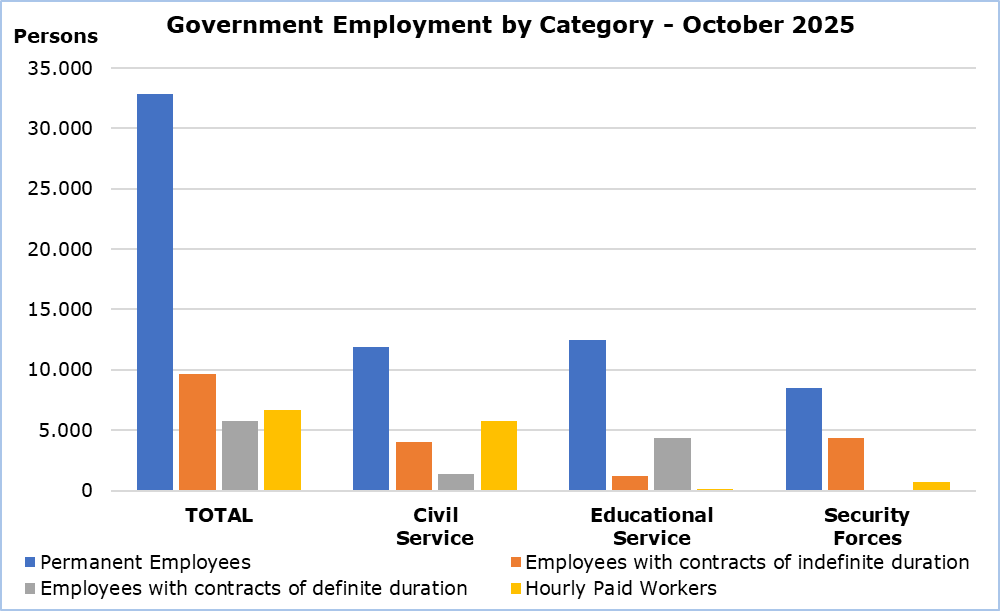 Government Employment by Category - October 2025
Persons
35.000
30.000
25.000
20.000
15.000
10.000
5.000
0
TOTAL
Civil
Service
Educational
Service
Security
Forces
Permanent Employees
Employees with contracts of indefinite duration
Employees with contracts of definite duration
Hourly Paid Workers